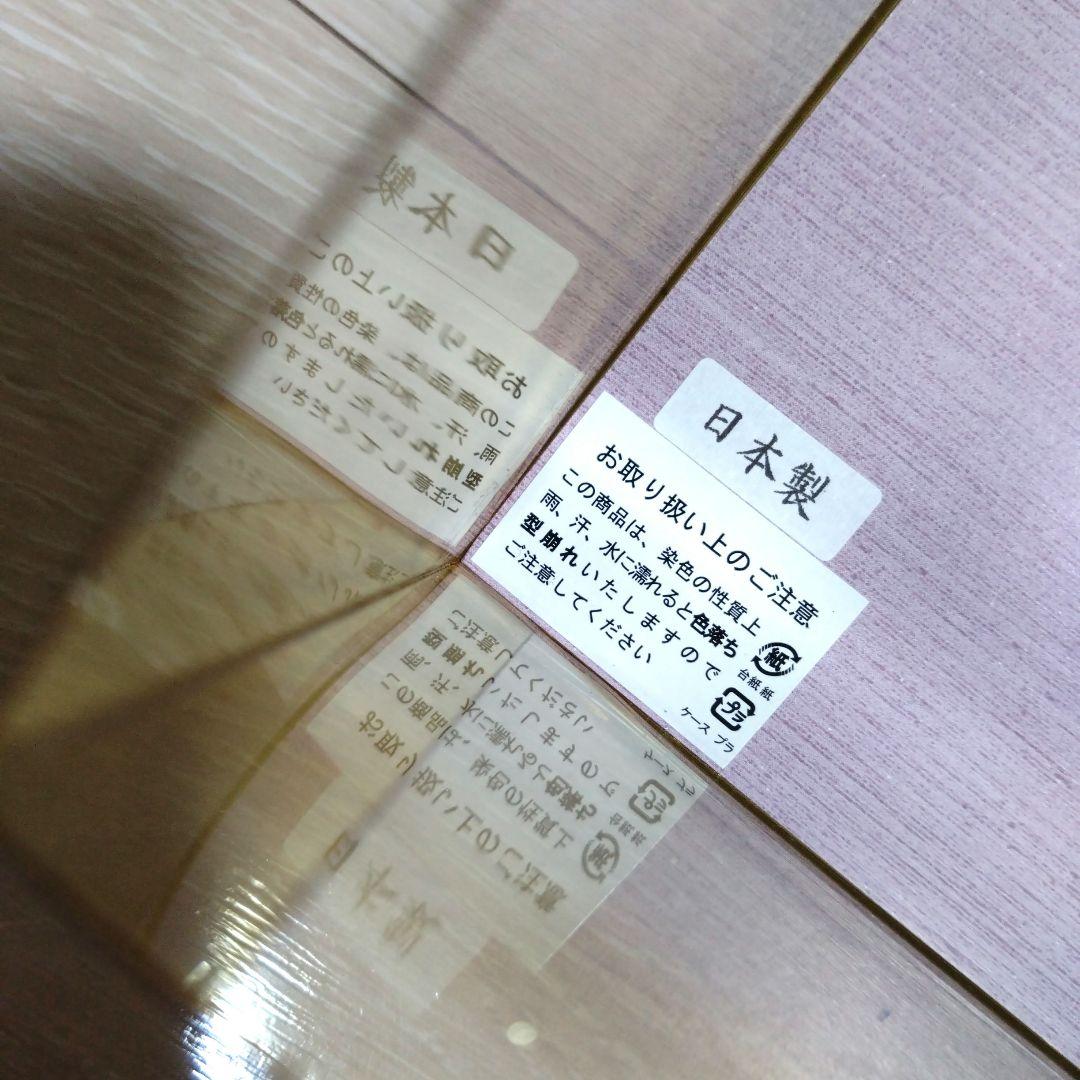 日本製
お取り扱い上のご注意
この商品は、染色の性質上
雨、汗、水に濡れると色落ち
型崩れいたしますので
ご注意してください
紙
台紙 紙
プラ
ケース プラ